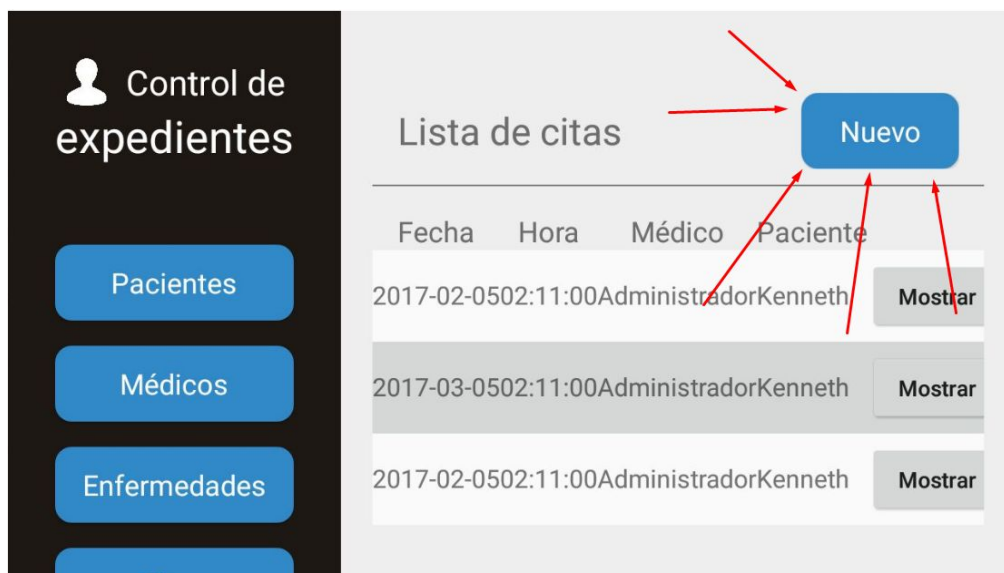 Control de
expedientes
Pacientes
Médicos
Enfermedades
Lista de citas
Nuevo
Fecha Hora Médico Paciente
2017-02-0502:11:00AdministradorKenneth Mostrar
2017-03-0502:11:00AdministradorKenneth Mostrar
2017-02-0502:11:00AdministradorKenneth Mostrar